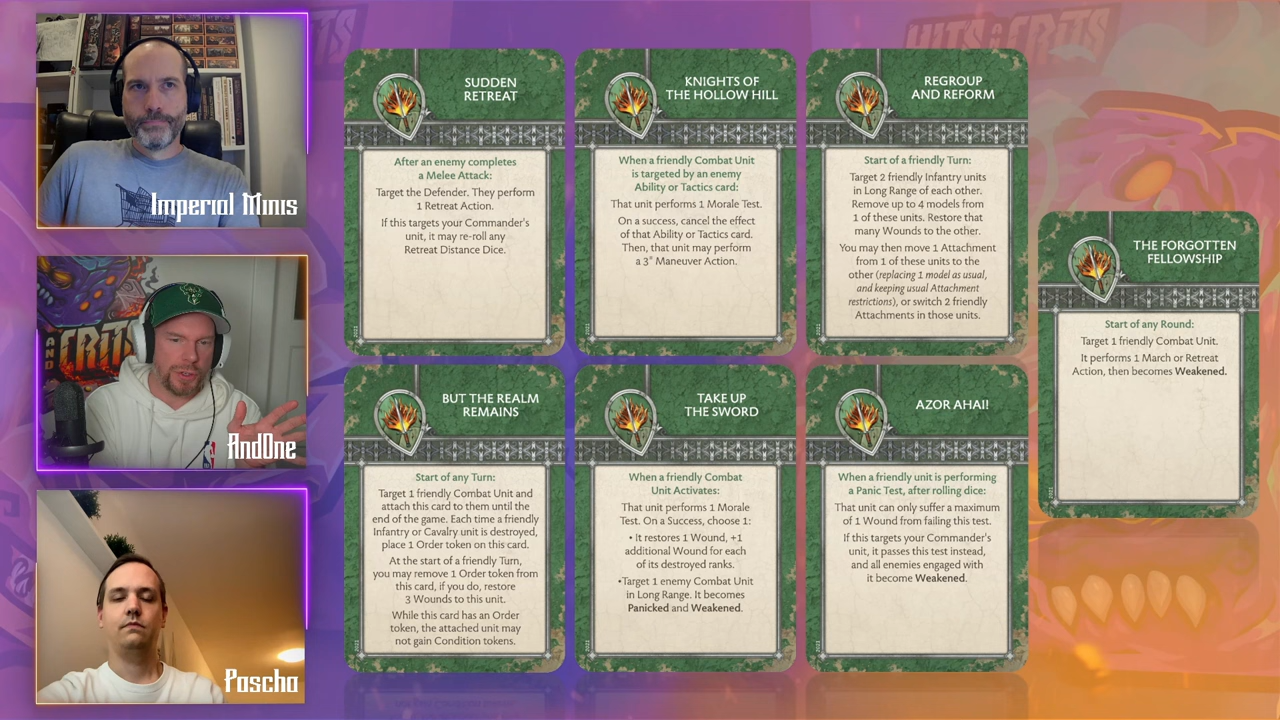 HITS & CRITS
Imperial Minis
AND
CRITS
AndOne
Pascha
SUDDEN
RETREAT
After an enemy completes
a Melee Attack:
Target the Defender. They perform
1 Retreat Action.
If this targets your Commander's
unit, it may re-roll any
Retreat Distance Dice.
KNIGHTS OF
THE HOLLOW HILL
When a friendly Combat Unit
is targeted by an enemy
Ability or Tactics card:
That unit performs 1 Morale Test.
On a success, cancel the effect
of that Ability or Tactics card.
Then, that unit may perform
a 3" Maneuver Action.
REGROUP
AND REFORM
Start of a friendly Turn:
Target 2 friendly Infantry units
in Long Range of each other.
Remove up to 4 models from
1 of these units. Restore that
many Wounds to the other.
You may then move 1 Attachment
from 1 of these units to the
other (replacing 1 model as usual,
and keeping usual Attachment
restrictions), or switch 2 friendly
Attachments in those units.
BUT THE REALM
REMAINS
Start of any Turn:
Target 1 friendly Combat Unit and
attach this card to them until the
end of the game. Each time a friendly
Infantry or Cavalry unit is destroyed,
place 1 Order token on this card.
At the start of a friendly Turn,
you may remove 1 Order token from
this card, if you do, restore
3 Wounds to this unit.
While this card has an Order
token, the attached unit may
not gain Condition tokens.
TAKE UP
THE SWORD
When a friendly Combat
Unit Activates:
That unit performs 1 Morale
Test. On a Success, choose 1:
• It restores 1 Wound, +1
additional Wound for each
of its destroyed ranks.
•Target 1 enemy Combat Unit
in Long Range. It becomes
Panicked and Weakened.
AZOR AHAI!
When a friendly unit is performing
a Panic Test, after rolling dice:
That unit can only suffer a maximum
of 1 Wound from failing this test.
If this targets your Commander's
unit, it passes this test instead,
and all enemies engaged with
it become Weakened.
THE FORGOTTEN
FELLOWSHIP
Start of any Round:
Target 1 friendly Combat Unit.
It performs 1 March or Retreat
Action, then becomes Weakened.